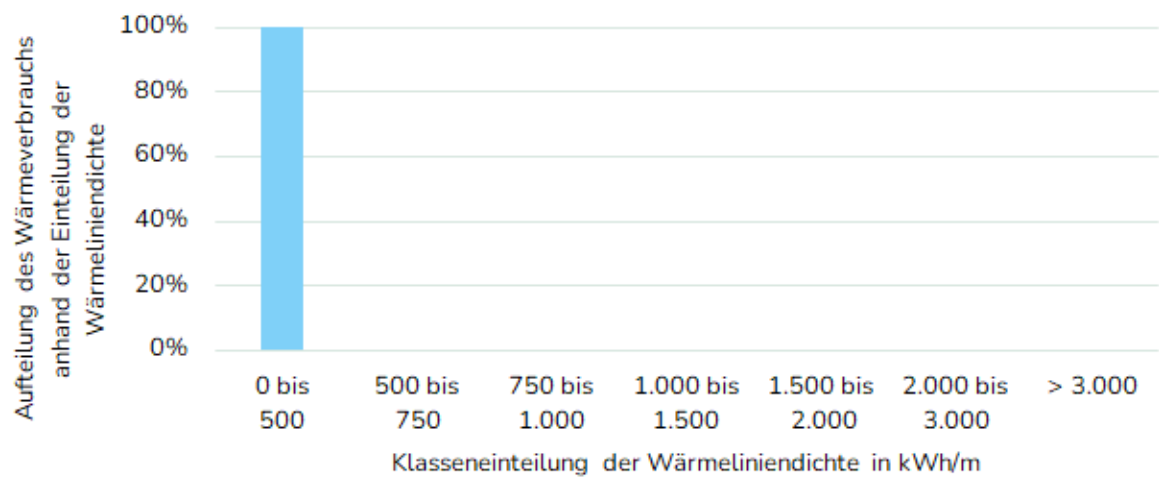 Aufteilung des Wärmeverbrauchs
anhand der Einteilung der
Wärmeliniendichte
100%
80%
60%
40%
20%
0%
0 bis 500
500 bis 750
750 bis 1.000
1.000 bis 1.500
1.500 bis 2.000
2.000 bis 3.000
> 3.000
Klasseneinteilung der Wärmeliniendichte in kWh/m